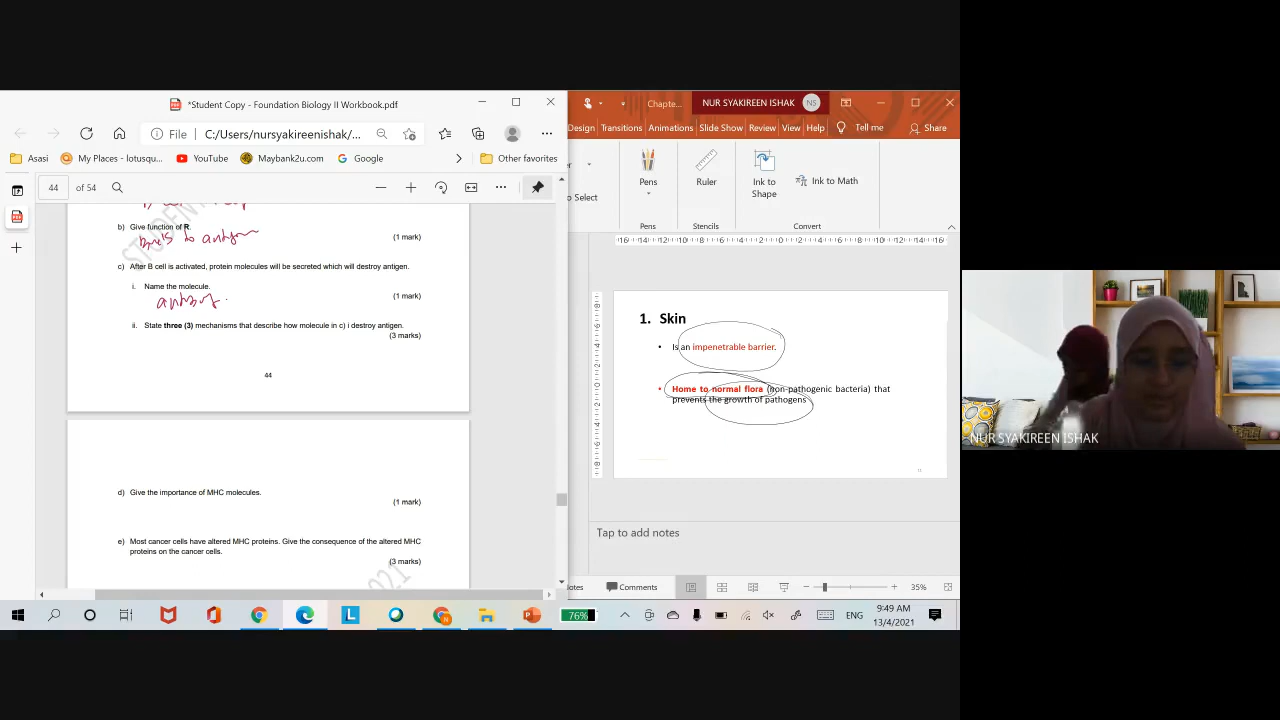 *Student Copy - Foundation Biology II Workbook.pdf
File
C:/Users/nursyakireenishak/...
Asasi
My Places - lotusqu...
YouTube
Maybank2u.com
Google
Other favorites
44 of 54
b) Give function of R.
(1 mark)
to antigen
c) After B cell is activated, protein molecules will be secreted which will destroy antigen.
i. Name the molecule.
(1 mark)
ii. State three (3) mechanisms that describe how molecule in c) i destroy antigen.
(3 marks)
44
d) Give the importance of MHC molecules.
(1 mark)
e) Most cancer cells have altered MHC proteins. Give the consequence of the altered MHC
proteins on the cancer cells.
(3 marks)
2021
Chapte...
NUR SYAKIREEN ISHAK
NS
Design Transitions Animations Slide Show Review View Help Tell me Share
to Select
Pens
Ruler
Ink to
Shape
Ink to Math
Pens
Stencils
Convert
1. Skin
• Is an impenetrable barrier.
• Home to normal flora (non-pathogenic bacteria) that
prevents the growth of pathogens
Tap to add notes
Notes
Comments
35%
76%
ENG
9:49 AM
13/4/2021
NUR SYAKIREEN ISHAK